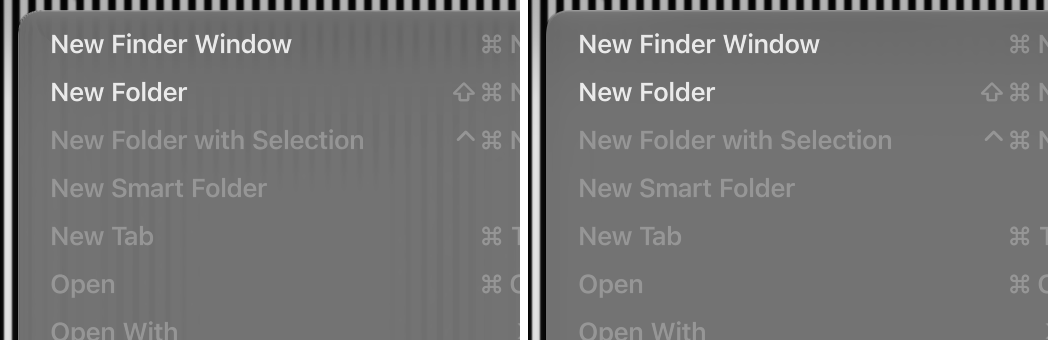 New Finder Window ⌘ N
New Folder ⇧ ⌘ N
New Folder with Selection ^ ⌘ N
New Smart Folder
New Tab ⌘ T
Open ⌘
Open With
New Finder Window ⌘ N
New Folder ⇧ ⌘ N
New Folder with Selection ^ ⌘ N
New Smart Folder
New Tab ⌘ T
Open ⌘
Open With